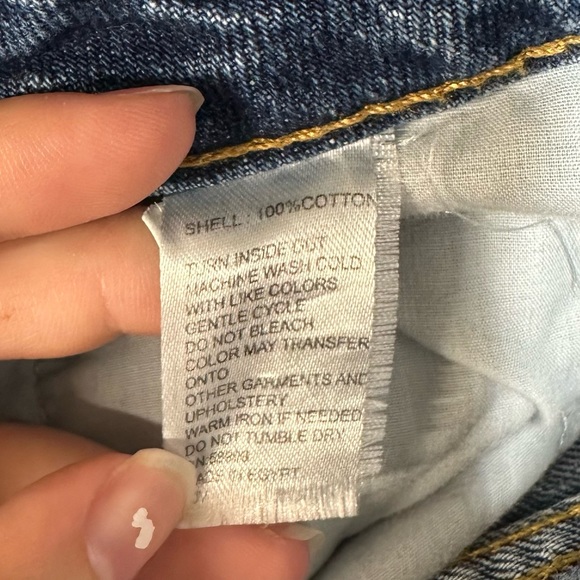 SHELL : 100%COTTON
TURN INSIDE OUT
MACHINE WASH COLD
WITH LIKE COLORS
GENTLE CYCLE
DO NOT BLEACH
COLOR MAY TRANSFER
ONTO
OTHER GARMENTS AND
UPHOLSTERY
WARM IRON IF NEEDED
DO NOT TUMBLE DRY
IN EGYPT